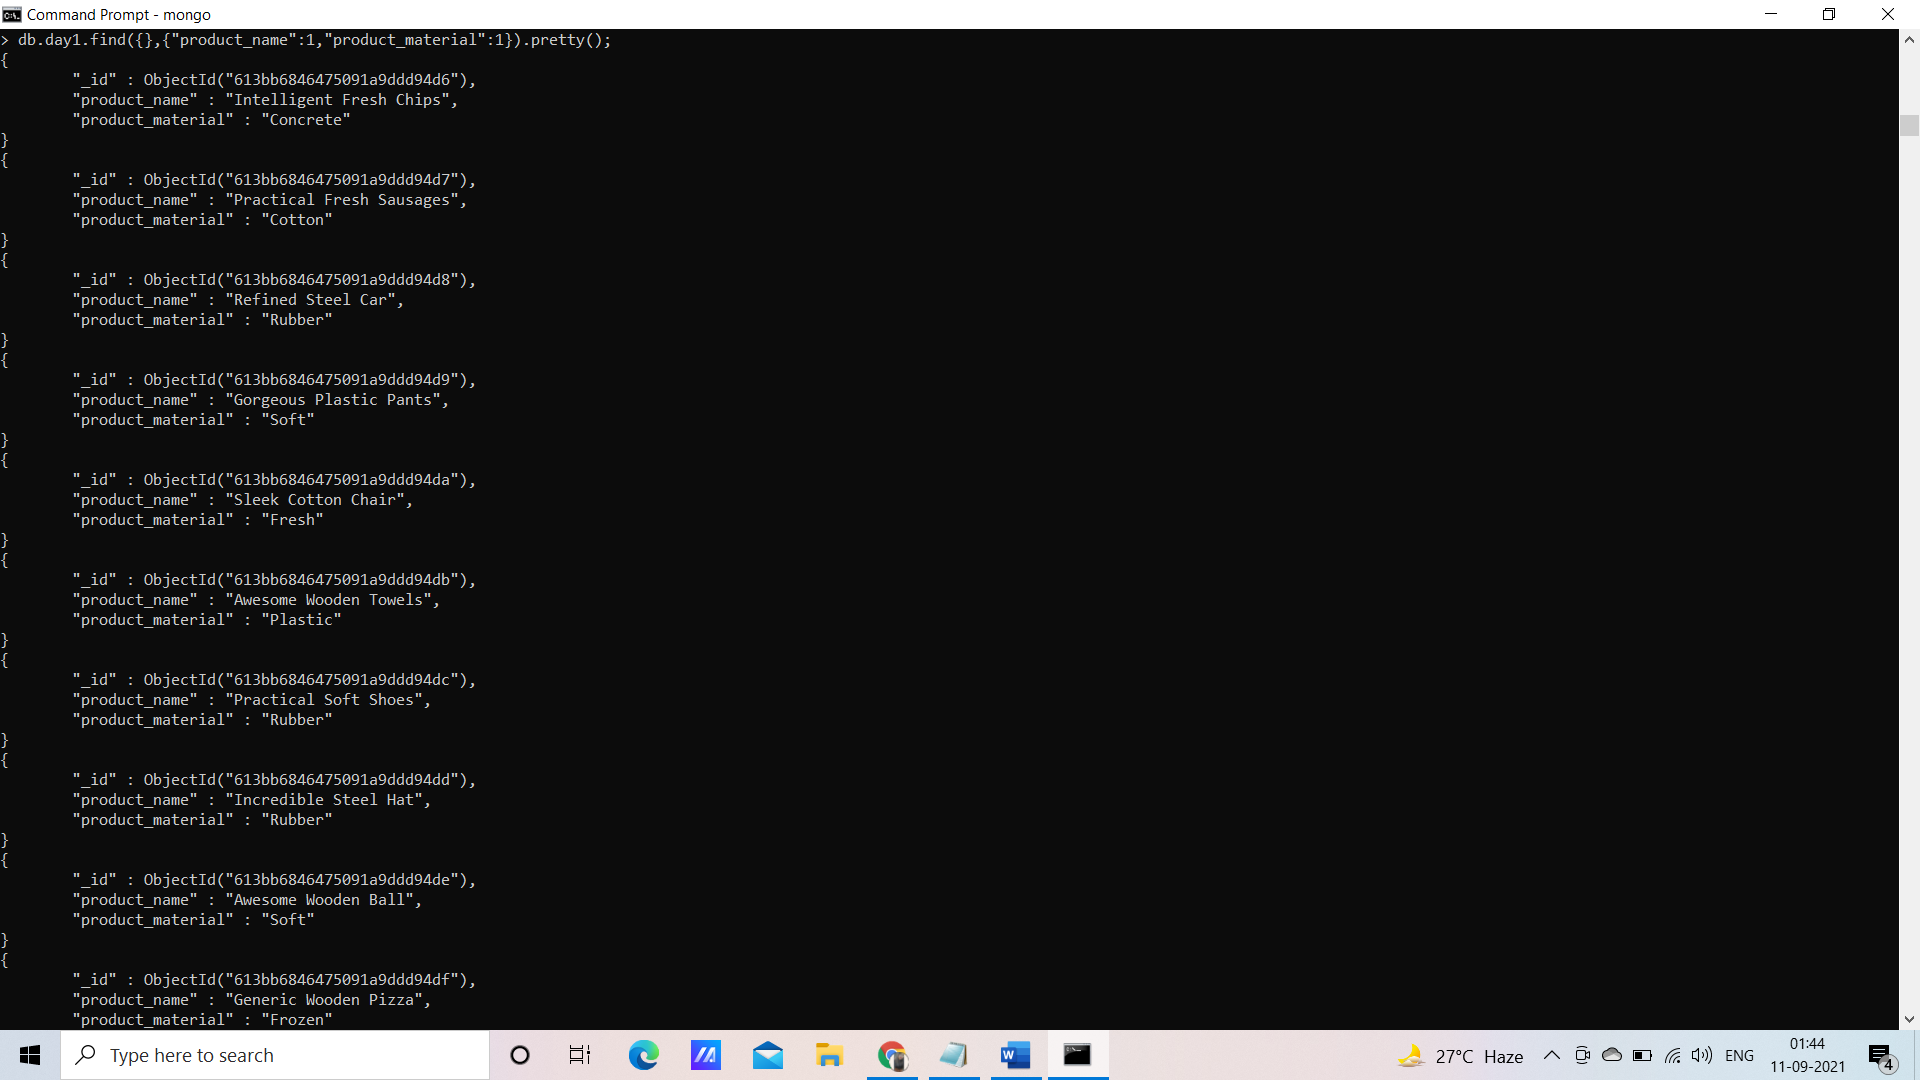 Command Prompt - mongo
> db.day1.find({},{"product_name":1,"product_material":1}).pretty();
{
        "_id" : ObjectId("613bb6846475091a9ddd94d6"),
        "product_name" : "Intelligent Fresh Chips",
        "product_material" : "Concrete"
}
{
        "_id" : ObjectId("613bb6846475091a9ddd94d7"),
        "product_name" : "Practical Fresh Sausages",
        "product_material" : "Cotton"
}
{
        "_id" : ObjectId("613bb6846475091a9ddd94d8"),
        "product_name" : "Refined Steel Car",
        "product_material" : "Rubber"
}
{
        "_id" : ObjectId("613bb6846475091a9ddd94d9"),
        "product_name" : "Gorgeous Plastic Pants",
        "product_material" : "Soft"
}
{
        "_id" : ObjectId("613bb6846475091a9ddd94da"),
        "product_name" : "Sleek Cotton Chair",
        "product_material" : "Fresh"
}
{
        "_id" : ObjectId("613bb6846475091a9ddd94db"),
        "product_name" : "Awesome Wooden Towels",
        "product_material" : "Plastic"
}
{
        "_id" : ObjectId("613bb6846475091a9ddd94dc"),
        "product_name" : "Practical Soft Shoes",
        "product_material" : "Rubber"
}
{
        "_id" : ObjectId("613bb6846475091a9ddd94dd"),
        "product_name" : "Incredible Steel Hat",
        "product_material" : "Rubber"
}
{
        "_id" : ObjectId("613bb6846475091a9ddd94de"),
        "product_name" : "Awesome Wooden Ball",
        "product_material" : "Soft"
}
{
        "_id" : ObjectId("613bb6846475091a9ddd94df"),
        "product_name" : "Generic Wooden Pizza",
        "product_material" : "Frozen"
Type here to search
27°C Haze
ENG
01:44
11-09-2021
4